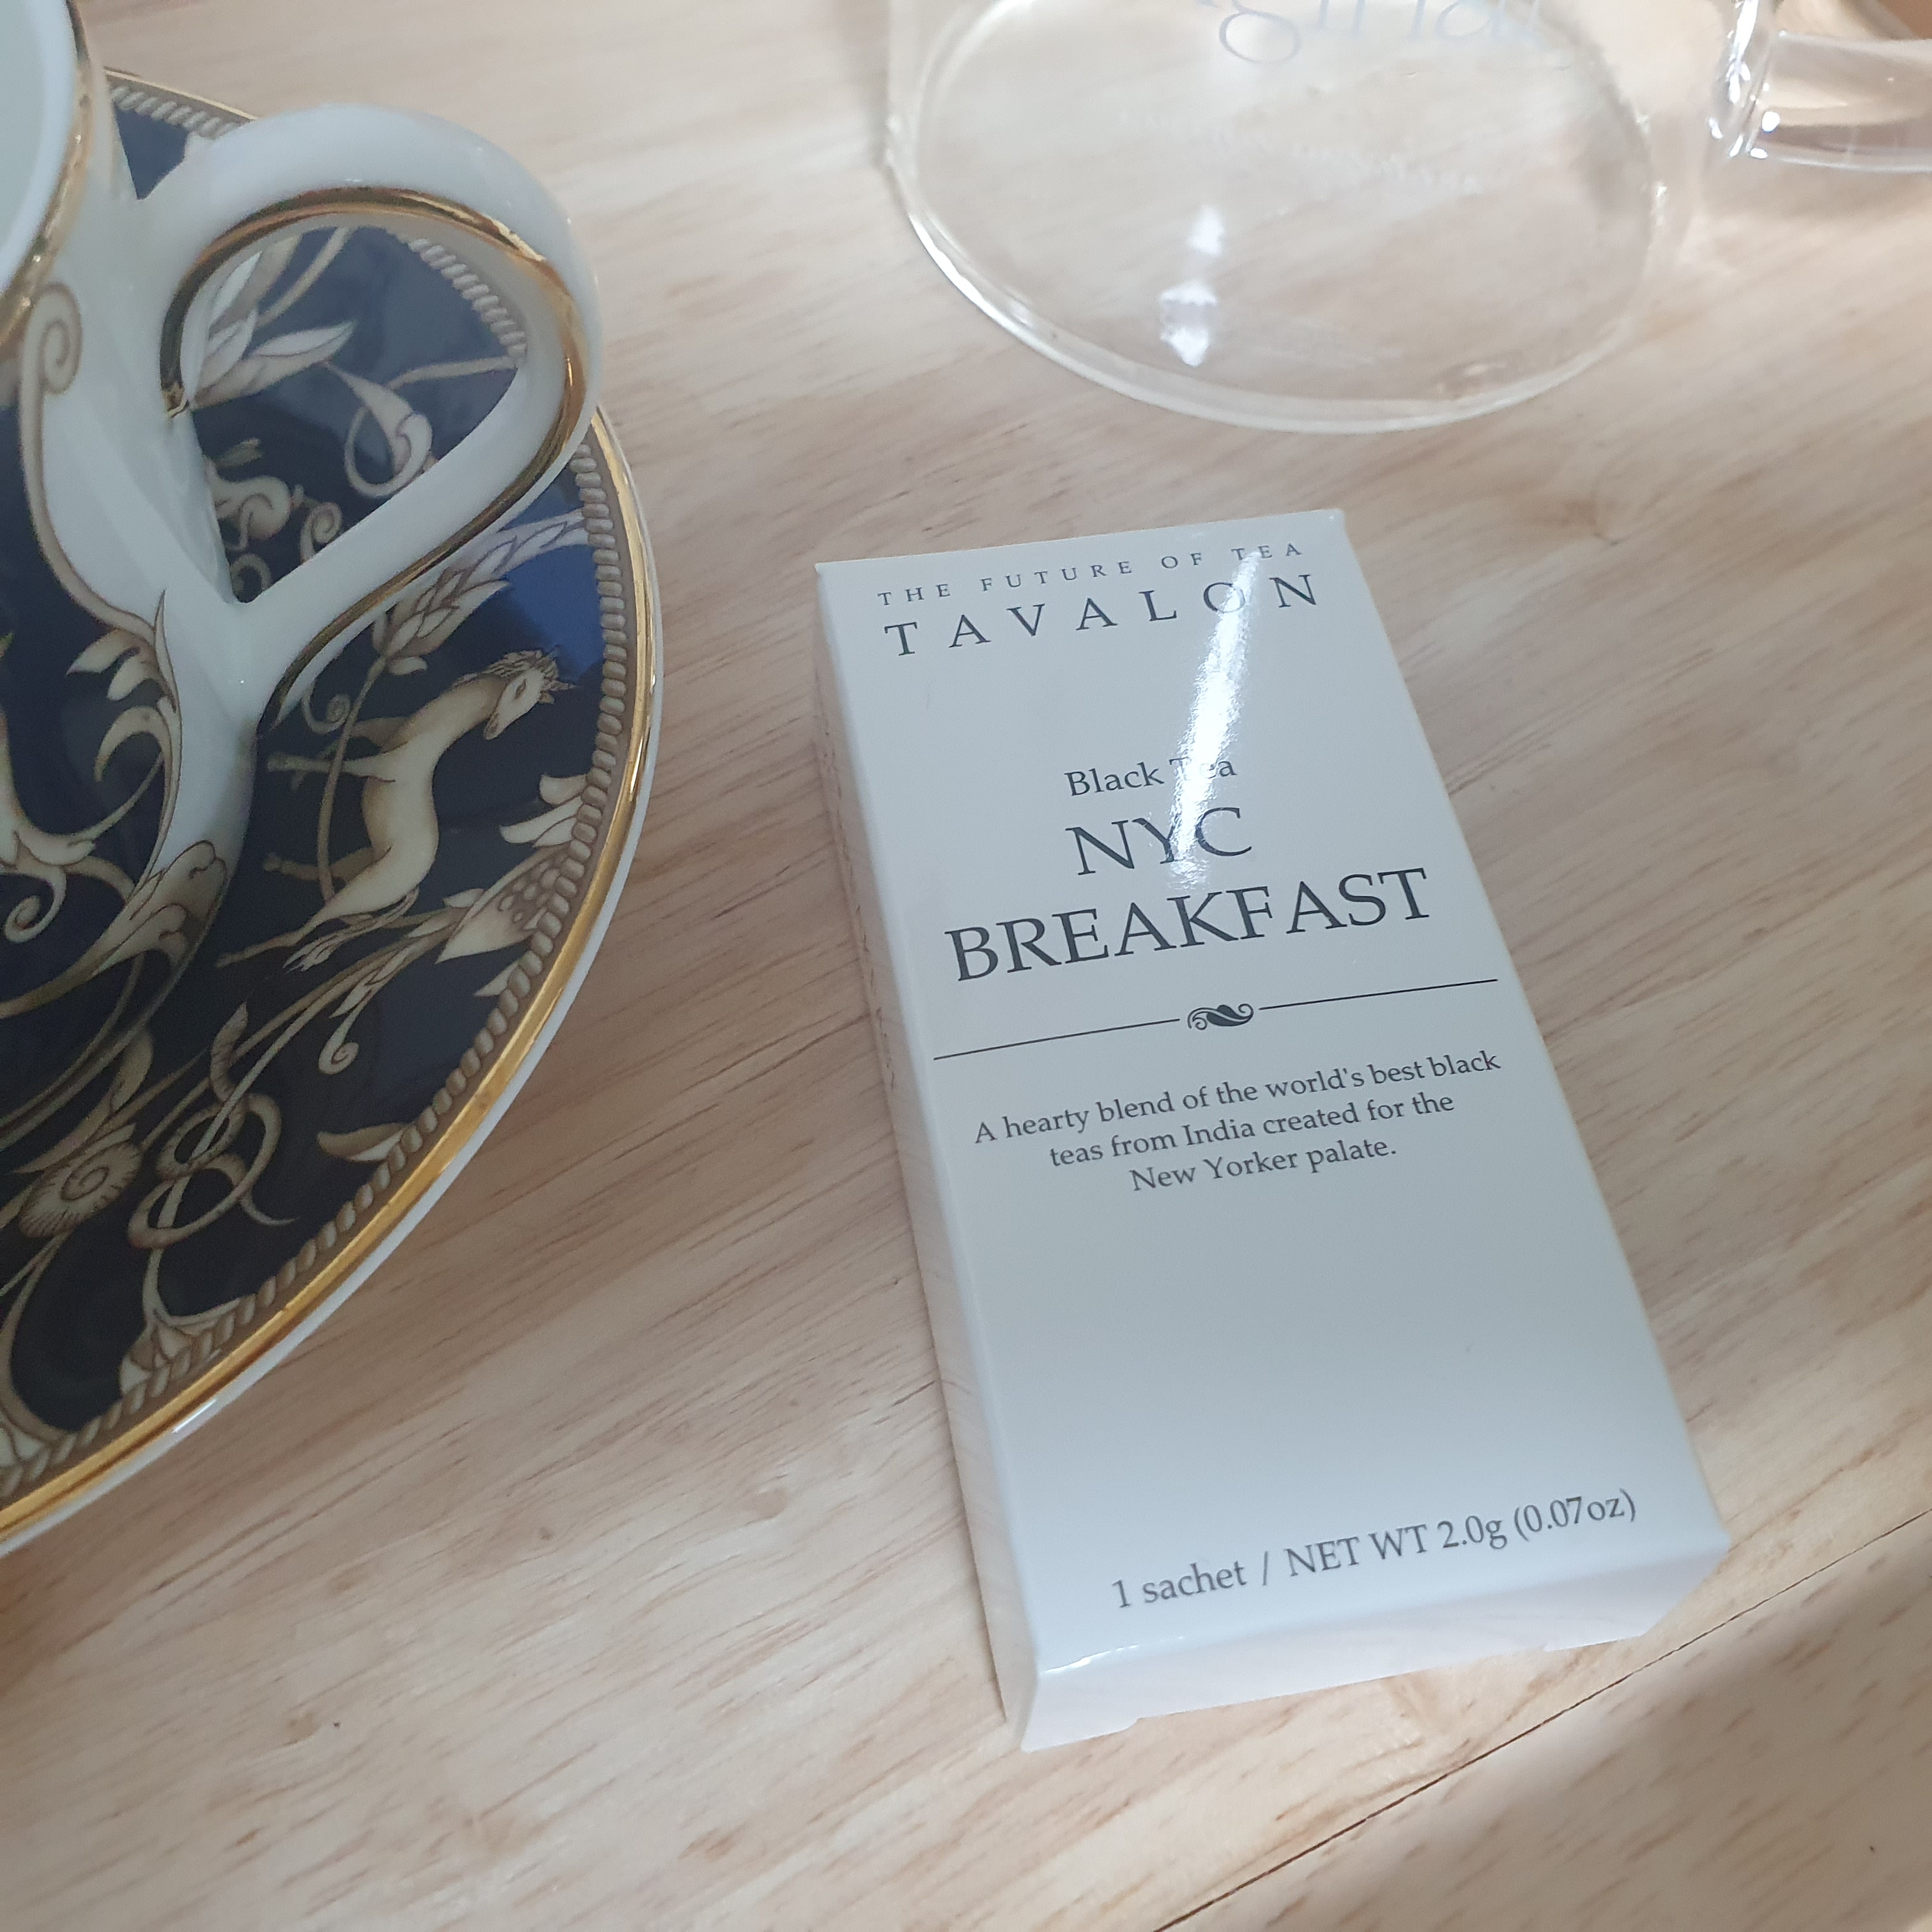 THE FUTURE OF TEA
TAVALON
Black Tea
NYC
BREAKFAST
A hearty blend of the world's best black
teas from India created for the
New Yorker palate.
1 sachet / NET WT 2.0g (0.07oz)